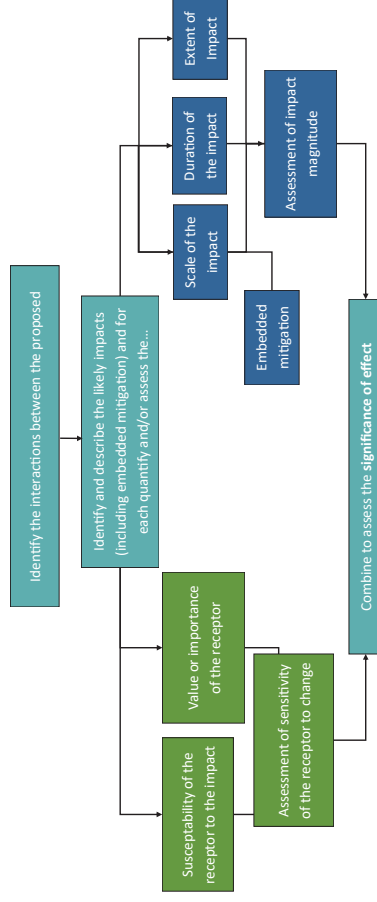 Identify the interactions between the proposed
Identify and describe the likely impacts
(including embedded mitigation) and for
each quantify and/or assess the...
Susceptability of the
receptor to the impact
Value or importance
of the receptor
Scale of the
impact
Duration of
the impact
Extent of
Impact
Embedded
mitigation
Assessment of sensitivity
of the receptor to change
Assessment of impact
magnitude
Combine to assess the significance of effect